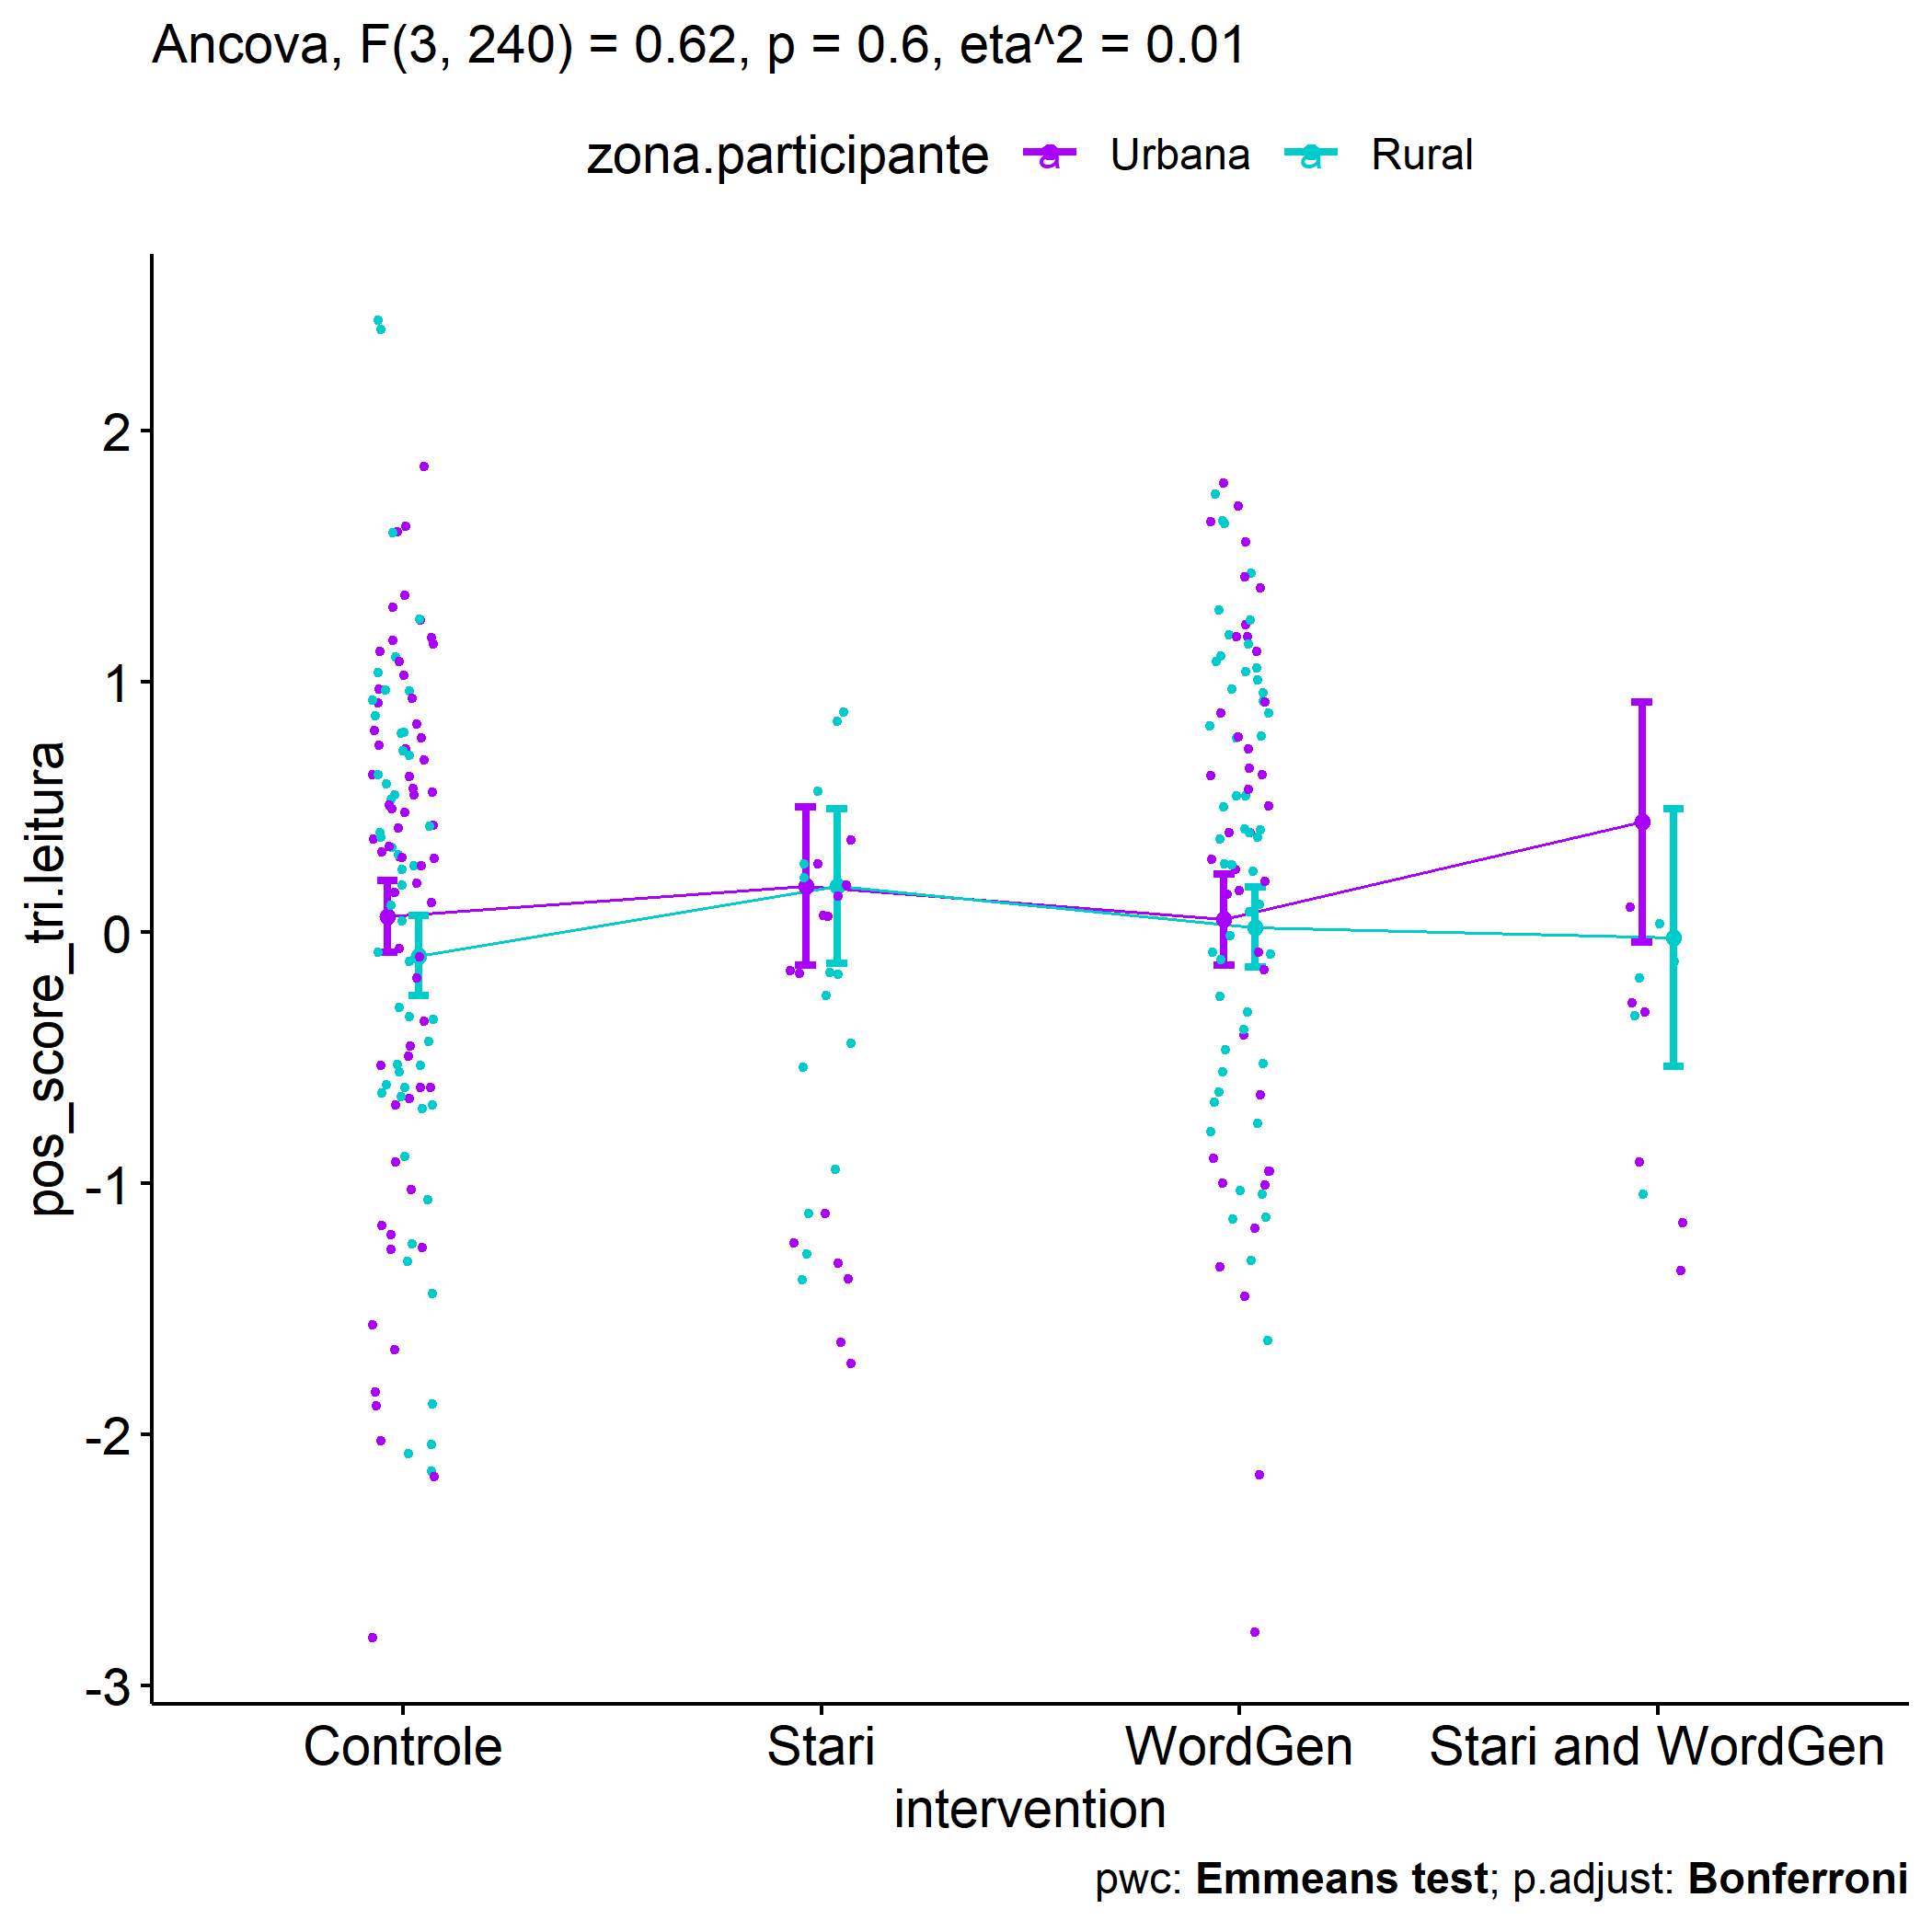 Ancova, F(3, 240) = 0.62, p = 0.6, eta^2 = 0.01
zona.participante a Urbana a Rural
pos_score_tri.leitura
2
1
0
-1
-2
-3
Controle Stari WordGen Stari and WordGen
intervention
pwc: Emmeans test; p.adjust: Bonferroni